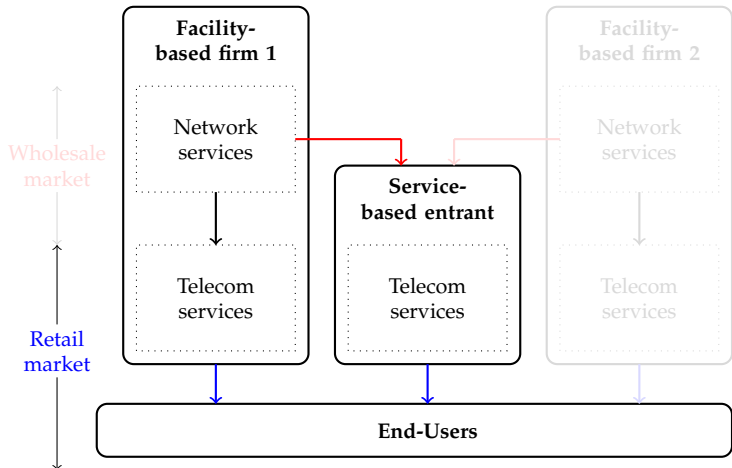 Facility-
based firm 1
Facility-
based firm 2
Network
services
Network
services
Wholesale
market
Service-
based entrant
Telecom
services
Telecom
services
Telecom
services
Retail
market
End-Users